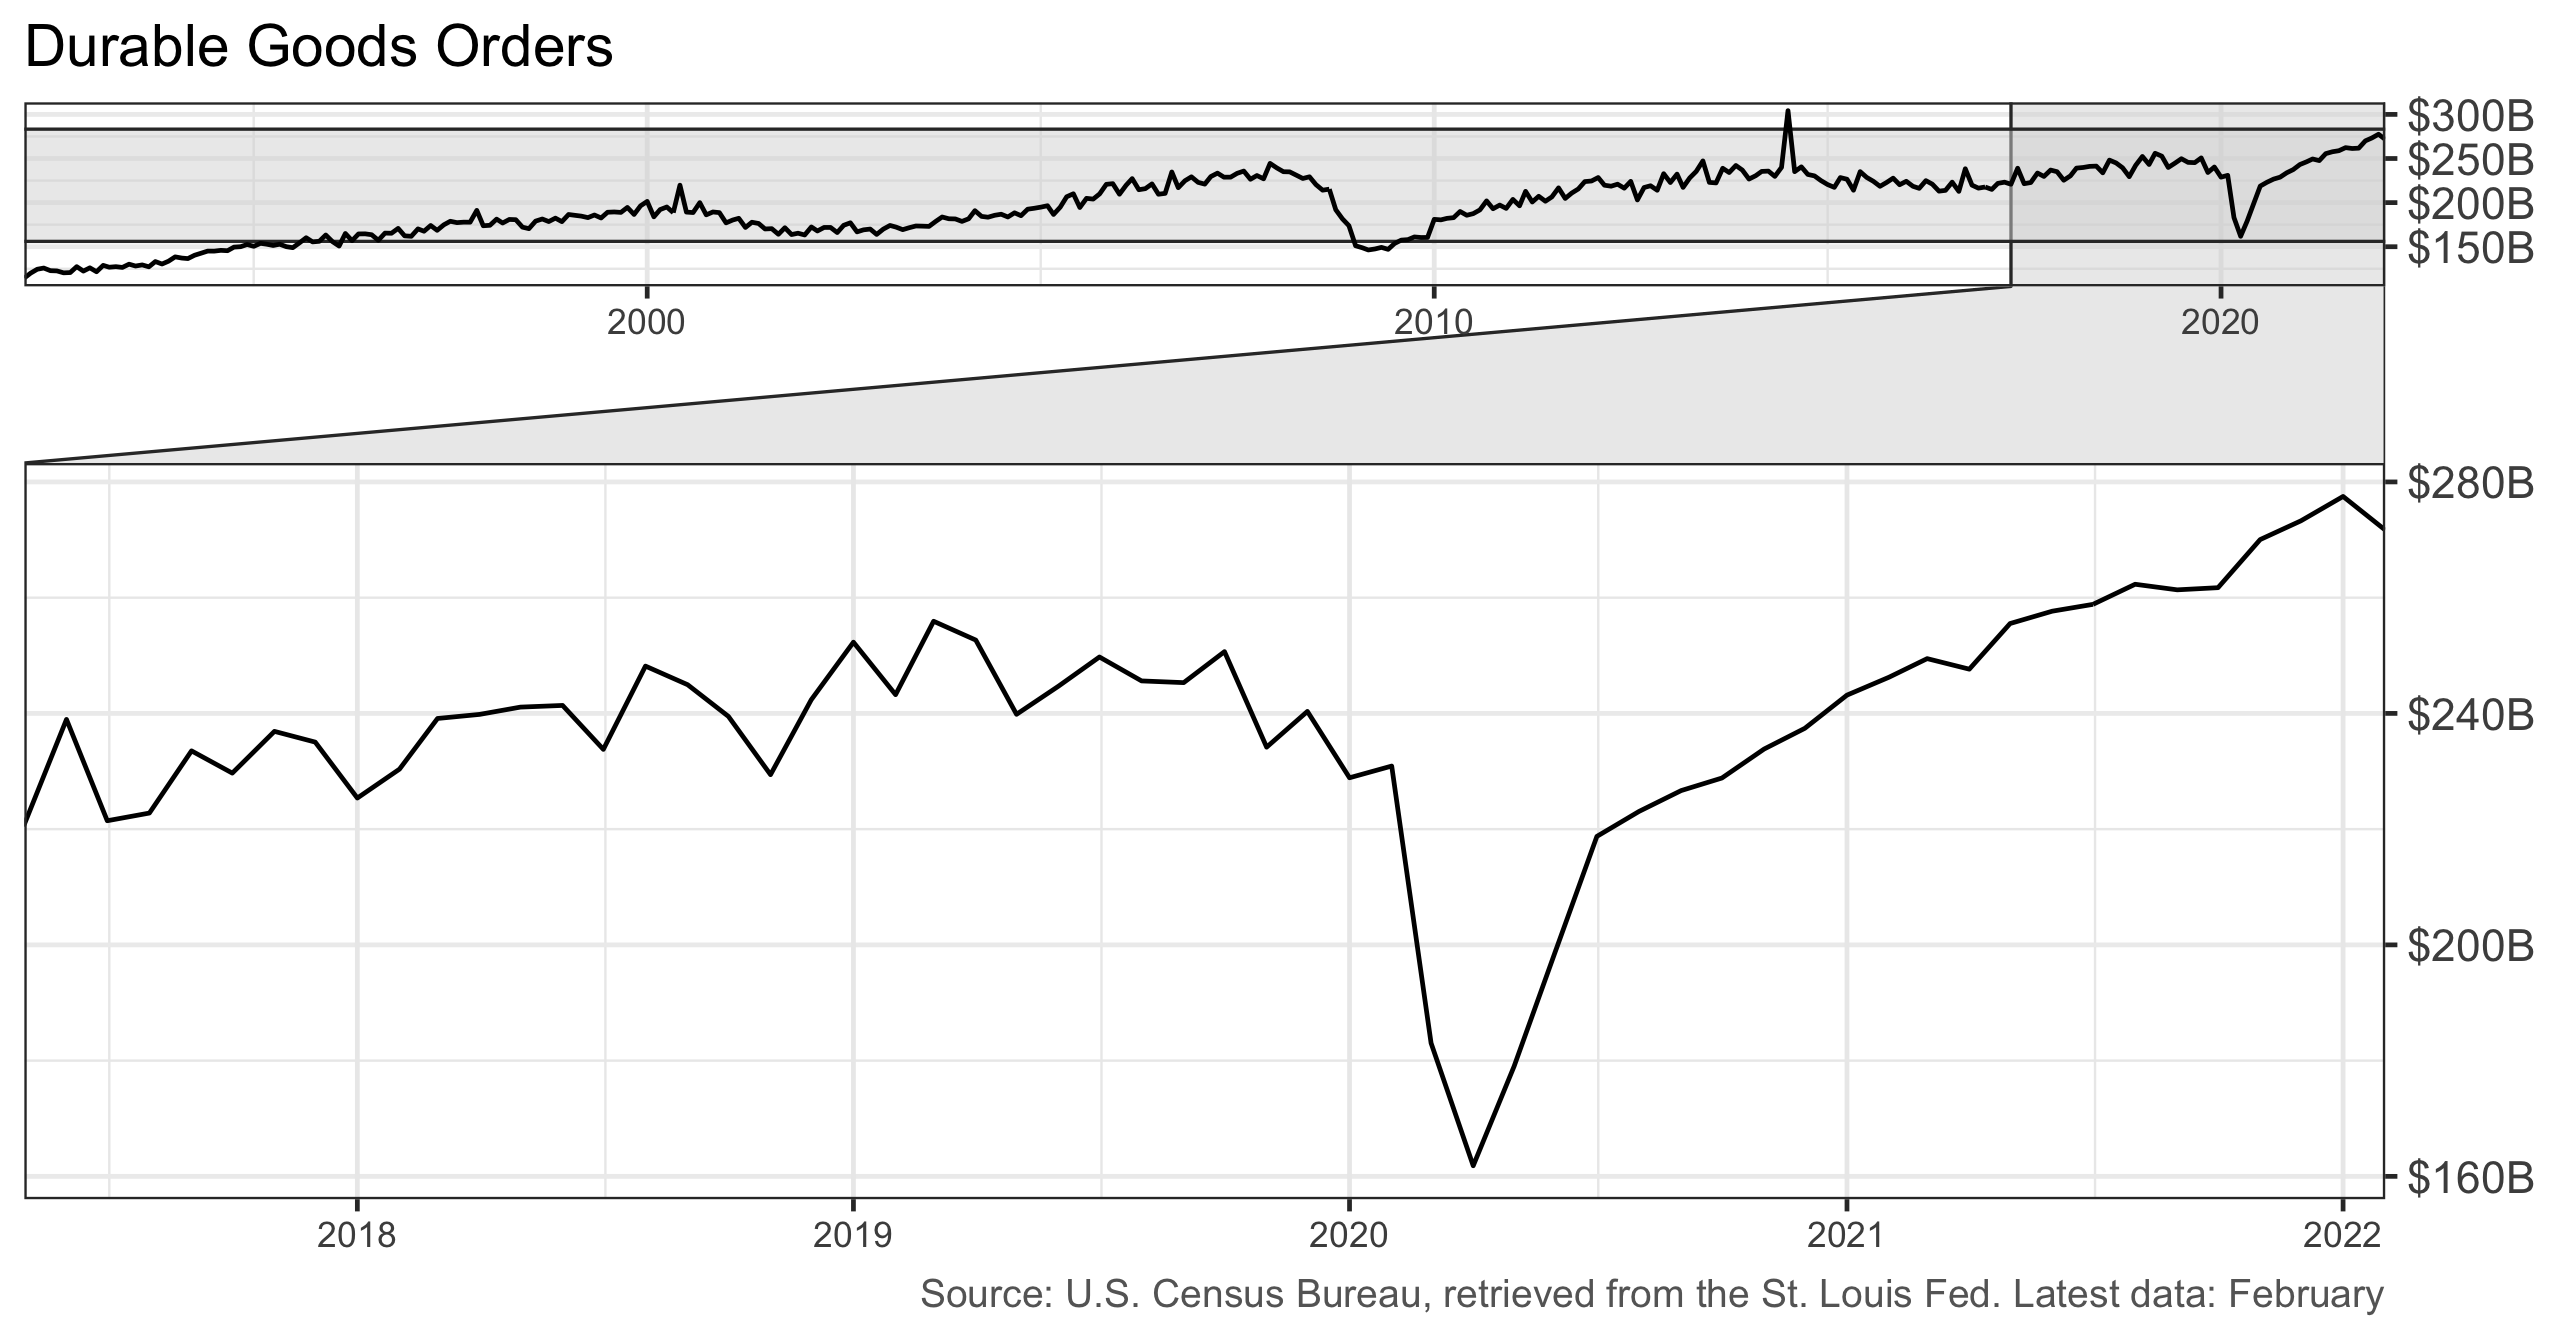 Durable Goods Orders
$300B
$250B
$200B
$150B
2000 2010 2020
$280B
$240B
$200B
$160B
2018 2019 2020 2021 2022
Source: U.S. Census Bureau, retrieved from the St. Louis Fed. Latest data: February